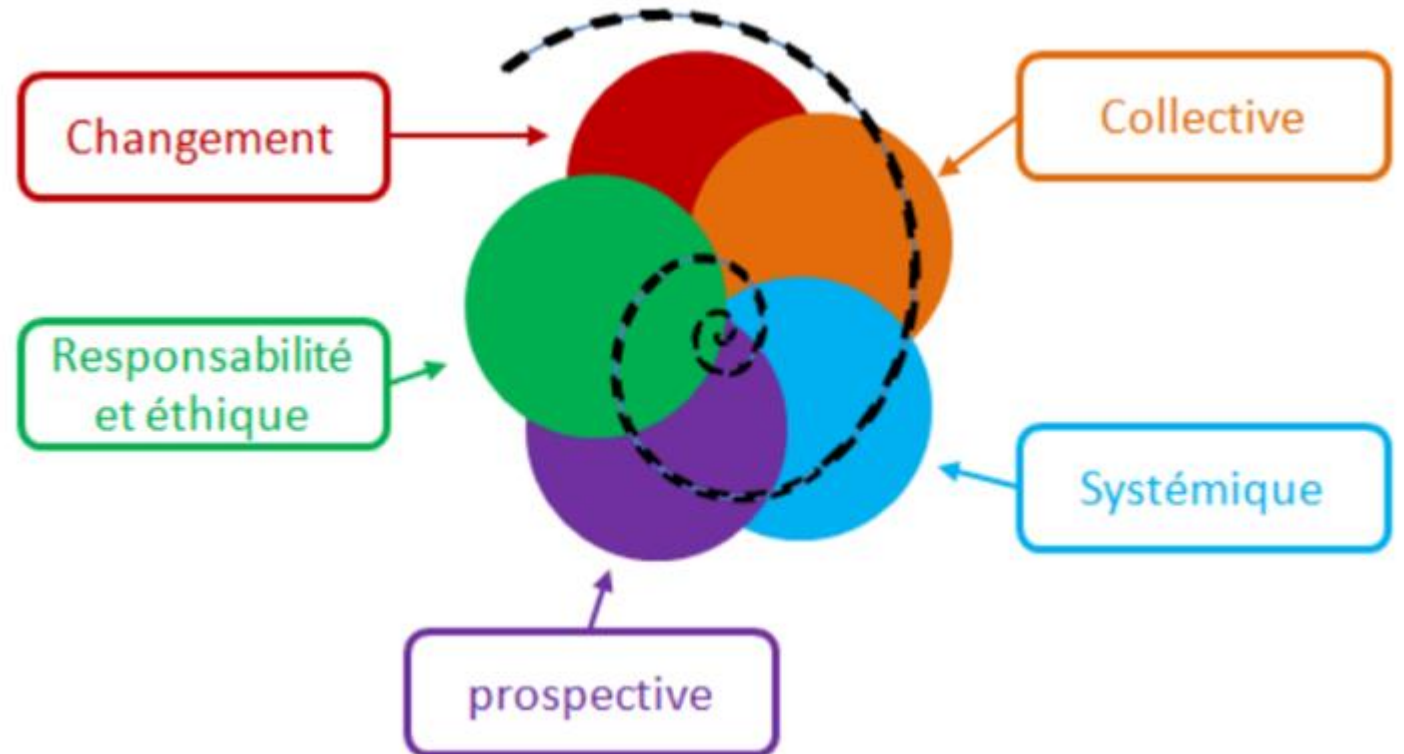 Changement
Collective
Responsabilité
et éthique
Systémique
prospective